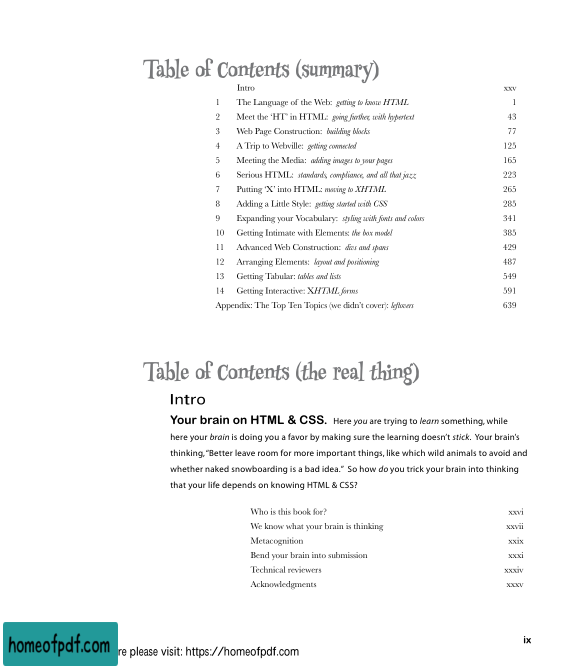 Table of Contents (summary)
Intro xxv
1 The Language of the Web: getting to know HTML 1
2 Meet the ‘HT’ in HTML: going further, with hypertext 43
3 Web Page Construction: building blocks 77
4 A Trip to Webville: getting connected 125
5 Meeting the Media: adding images to your pages 165
6 Serious HTML: standards, compliance, and all that jazz 223
7 Putting ‘X’ into HTML: moving to XHTML 265
8 Adding a Little Style: getting started with CSS 285
9 Expanding your Vocabulary: styling with fonts and colors 341
10 Getting Intimate with Elements: the box model 385
11 Advanced Web Construction: divs and spans 429
12 Arranging Elements: layout and positioning 487
13 Getting Tabular: tables and lists 549
14 Getting Interactive: XHTML forms 591
Appendix: The Top Ten Topics (we didn’t cover): leftovers 639
Table of Contents (the real thing)
Intro
Your brain on HTML & CSS. Here you are trying to learn something, while
here your brain is doing you a favor by making sure the learning doesn’t stick. Your brain’s
thinking, “Better leave room for more important things, like which wild animals to avoid and
whether naked snowboarding is a bad idea.” So how do you trick your brain into thinking
that your life depends on knowing HTML & CSS?
Who is this book for? xxvi
We know what your brain is thinking xxvii
Metacognition xxix
Bend your brain into submission xxxi
Technical reviewers xxxiv
Acknowledgments xxxv
ix
homeofpdf.com
re please visit: https://homeofpdf.com